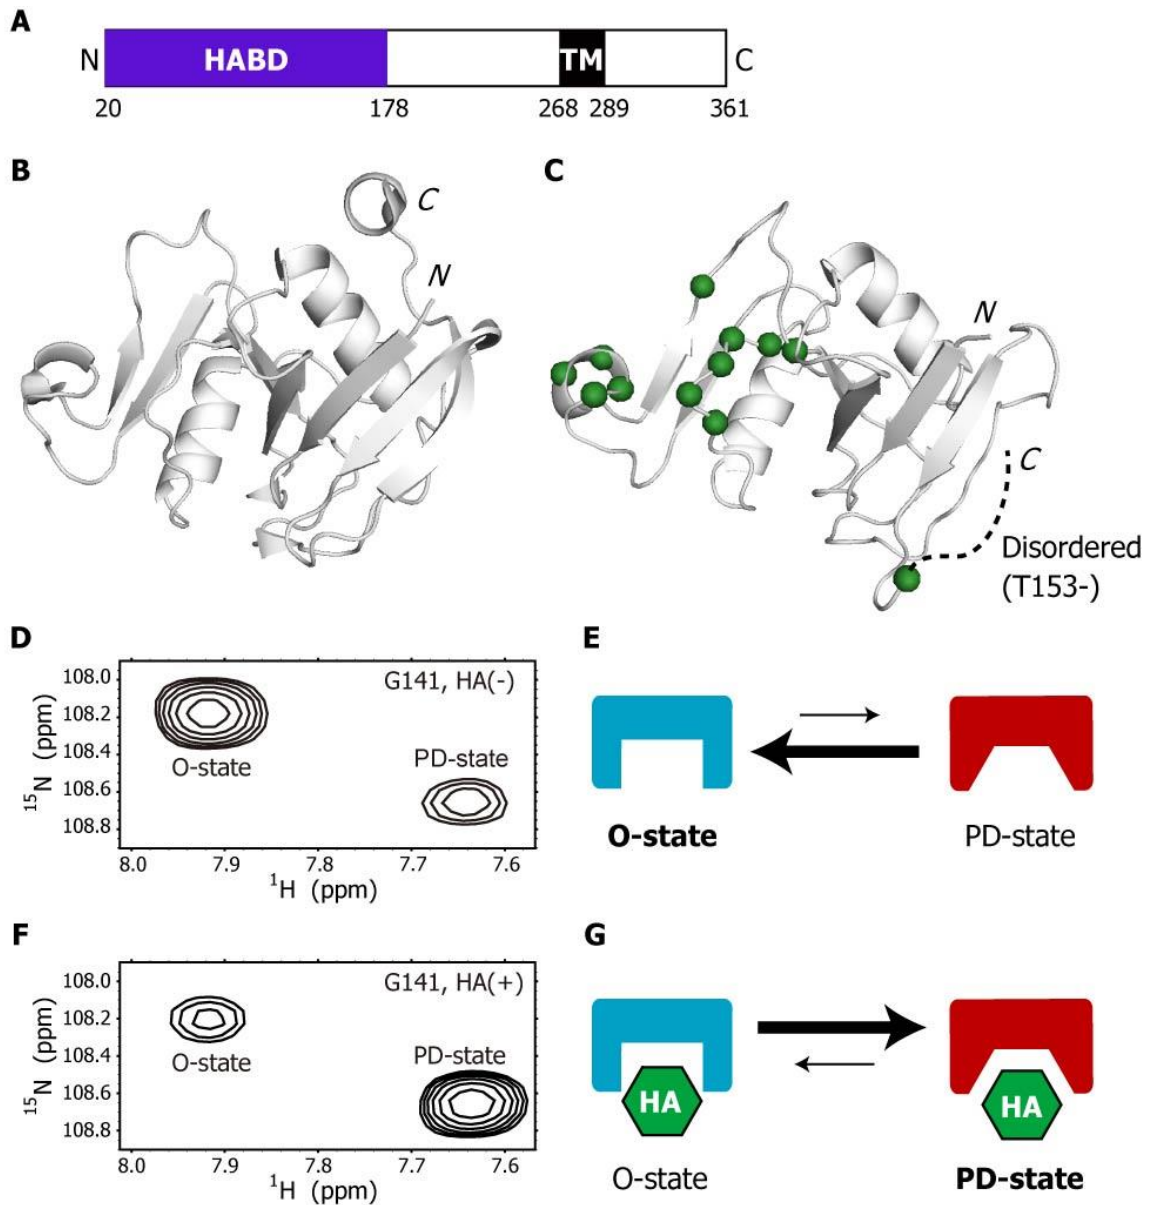 A
N HABD TM C
20 178 268 289 361
B
C
N
C
N
C
Disordered
(T153-)
D
G141, HA(-)
108.0
108.2
108.4
108.6
108.8
15N (ppm)
O-state
PD-state
8.0 7.9 7.8 7.7 7.6
1H (ppm)
E
O-state PD-state
F
G141, HA(+)
108.0
108.2
108.4
108.6
108.8
15N (ppm)
O-state
PD-state
8.0 7.9 7.8 7.7 7.6
1H (ppm)
G
HA HA
O-state PD-state